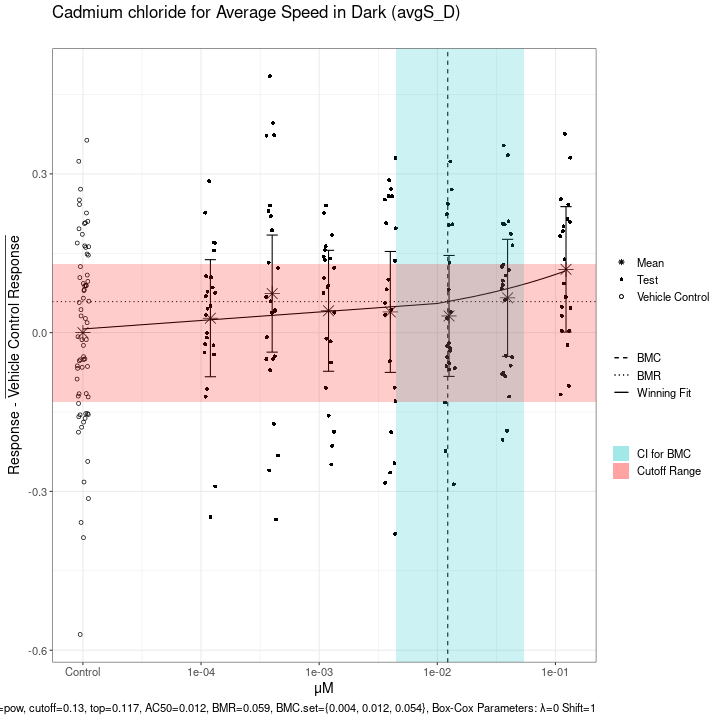 Cadmium chloride for Average Speed in Dark (avgS_D)
Response - Vehicle Control Response
0.3
0.0
-0.3
-0.6
Control
1e-04
1e-03
1e-02
1e-01
µM
Mean
Test
Vehicle Control
BMC
BMR
Winning Fit
CI for BMC
Cutoff Range
=pow, cutoff=0.13, top=0.117, AC50=0.012, BMR=0.059, BMC.set={0.004, 0.012, 0.054}, Box-Cox Parameters: λ=0 Shift=1